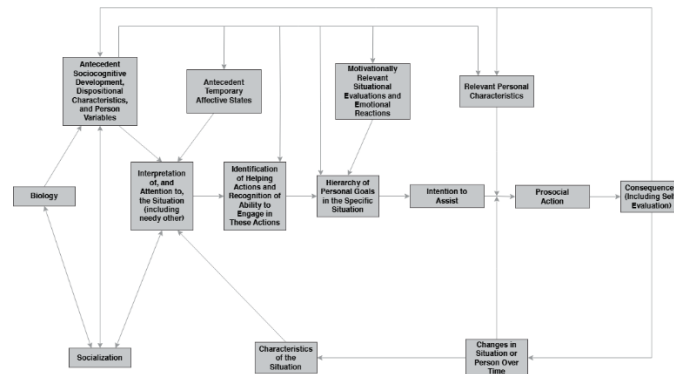 Antecedent
Sociocognitive
Development,
Dispositional
Characteristics,
and Person
Variables
Antecedent
Temporary
Affective States
Motivationally
Relevant
Situational
Evaluations and
Emotional
Reactions
Relevant Personal
Characteristics
Biology
Interpretation
of, and
Attention to,
the Situation
(including
needy other)
Identification
of Helping
Actions and
Recognition of
Ability to
Engage in
These Actions
Hierarchy of
Personal Goals
in the Specific
Situation
Intention to
Assist
Prosocial
Action
Consequence
(Including Self
Evaluation)
Socialization
Characteristics
of the
Situation
Changes in
Situation or
Person Over
Time